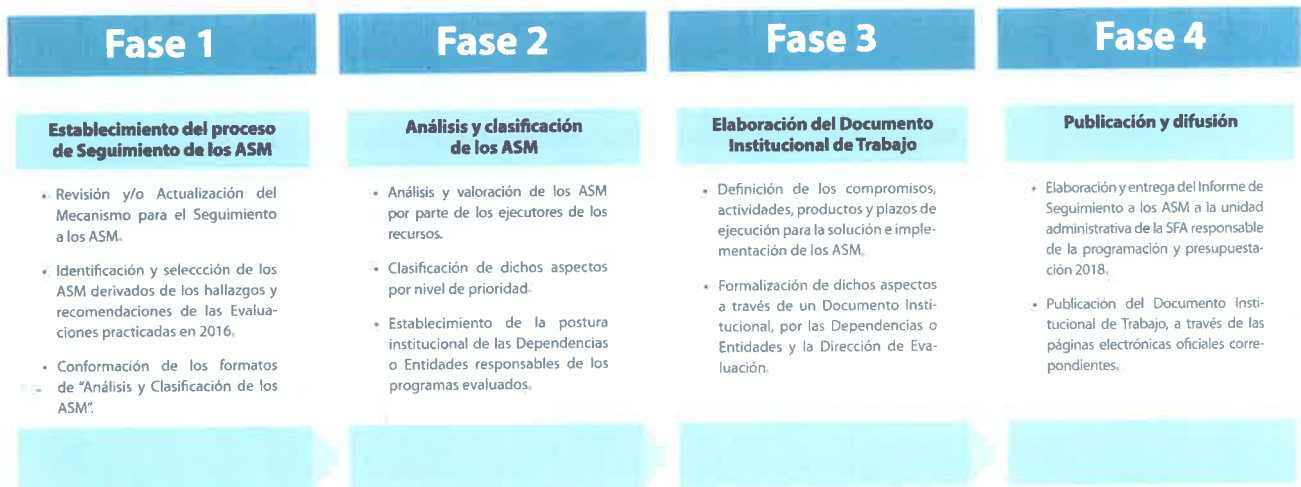 Fase 1
Establecimiento del proceso
de Seguimiento de los ASM
• Revisión y/o Actualización del
Mecanismo para el Seguimiento
a los ASM.
• Identificación y seleccción de los
ASM derivados de los hallazgos y
recomendaciones de las Evalua-
ciones practicadas en 2016.
• Conformación de los formatos
de "Análisis y Clasificación de los
ASM".
Fase 2
Análisis y clasificación
de los ASM
• Análisis y valoración de los ASM
por parte de los ejecutores de los
recursos.
• Clasificación de dichos aspectos
por nivel de prioridad.
• Establecimiento de la postura
institucional de las Dependencias
o Entidades responsables de los
programas evaluados.
Fase 3
Elaboración del Documento
Institucional de Trabajo
• Definición de los compromisos,
actividades, productos y plazos de
ejecución para la solución e imple-
mentación de los ASM.
• Formalización de dichos aspectos
a través de un Documento Insti-
tucional, por las Dependencias o
Entidades y la Dirección de Eva-
luación.
Fase 4
Publicación y difusión
• Elaboración y entrega del Informe de
Seguimiento a los ASM a la unidad
administrativa de la SFA responsable
de la programación y presupuesta-
ción 2018.
• Publicación del Documento Insti-
tucional de Trabajo, a través de las
páginas electrónicas oficiales corre-
pondientes.